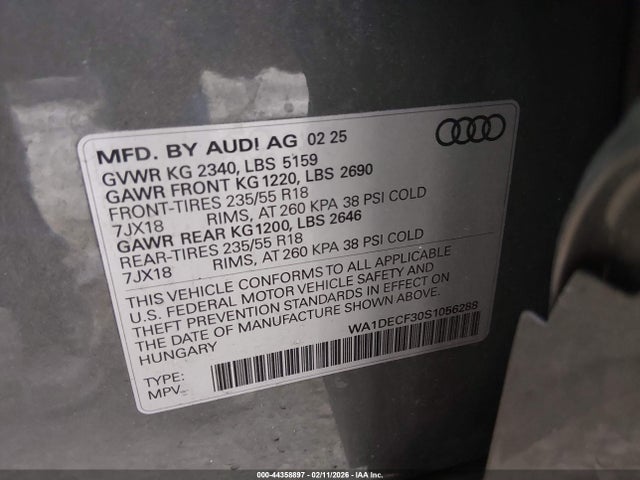 MFD. BY AUDI AG 02 25
GVWR KG 2340, LBS 5159
GAWR FRONT KG1220, LBS 2690
FRONT-TIRES 235/55 R18
7JX18 RIMS, AT 260 KPA 38 PSI COLD
GAWR REAR KG1200, LBS 2646
REAR-TIRES 235/55 R18
7JX18 RIMS, AT 260 KPA 38 PSI COLD
THIS VEHICLE CONFORMS TO ALL APPLICABLE
U.S. FEDERAL MOTOR VEHICLE SAFETY AND
THEFT PREVENTION STANDARDS IN EFFECT ON
THE DATE OF MANUFACTURE SHOWN ABOVE.
HUNGARY
WA1DECF30S1056288
TYPE:
MPV
000-44358897 - 02/11/2026 - WWW.IAAI.COM